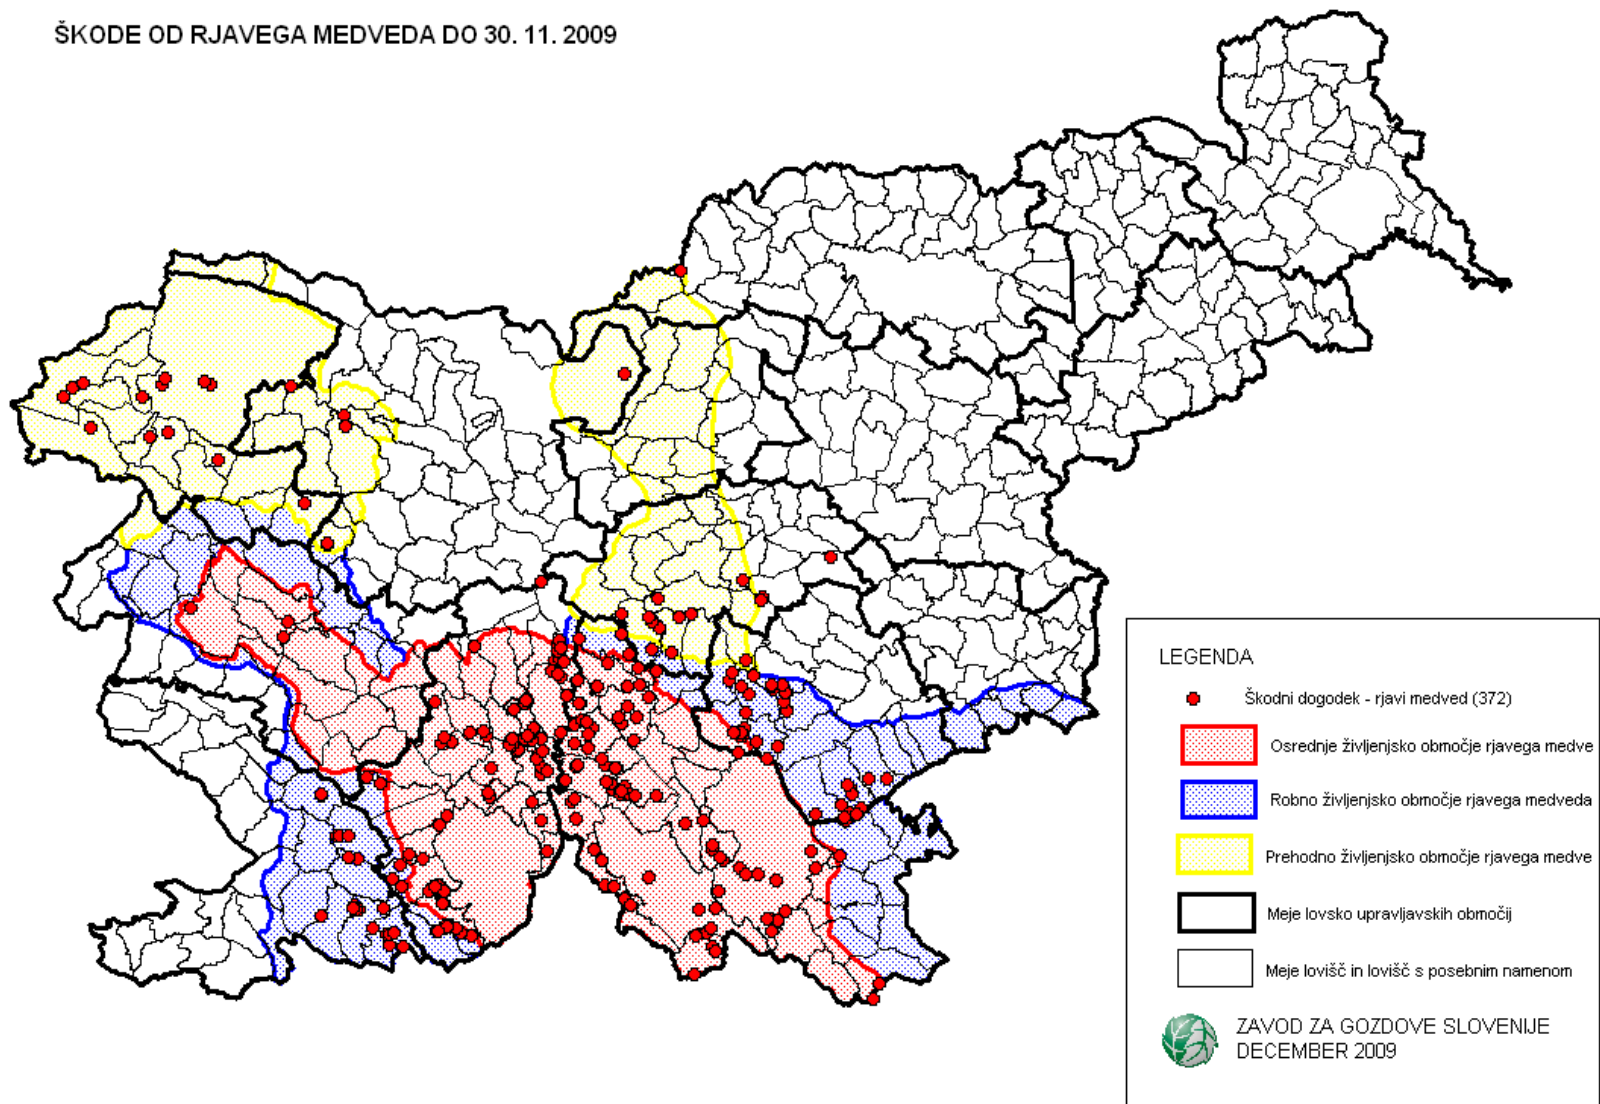 ŠKODE OD RJAVEGA MEDVEDA DO 30. 11. 2009
LEGENDA
Škodni dogodek - rjavi medved (372)
Osrednje življenjsko območje rjavega medve
Robno življenjsko območje rjavega medveda
Prehodno življenjsko območje rjavega medve
Meje lovsko upravljavskih območij
Meje lovišč in lovišč s posebnim namenom
ZAVOD ZA GOZDOVE SLOVENIJE
DECEMBER 2009